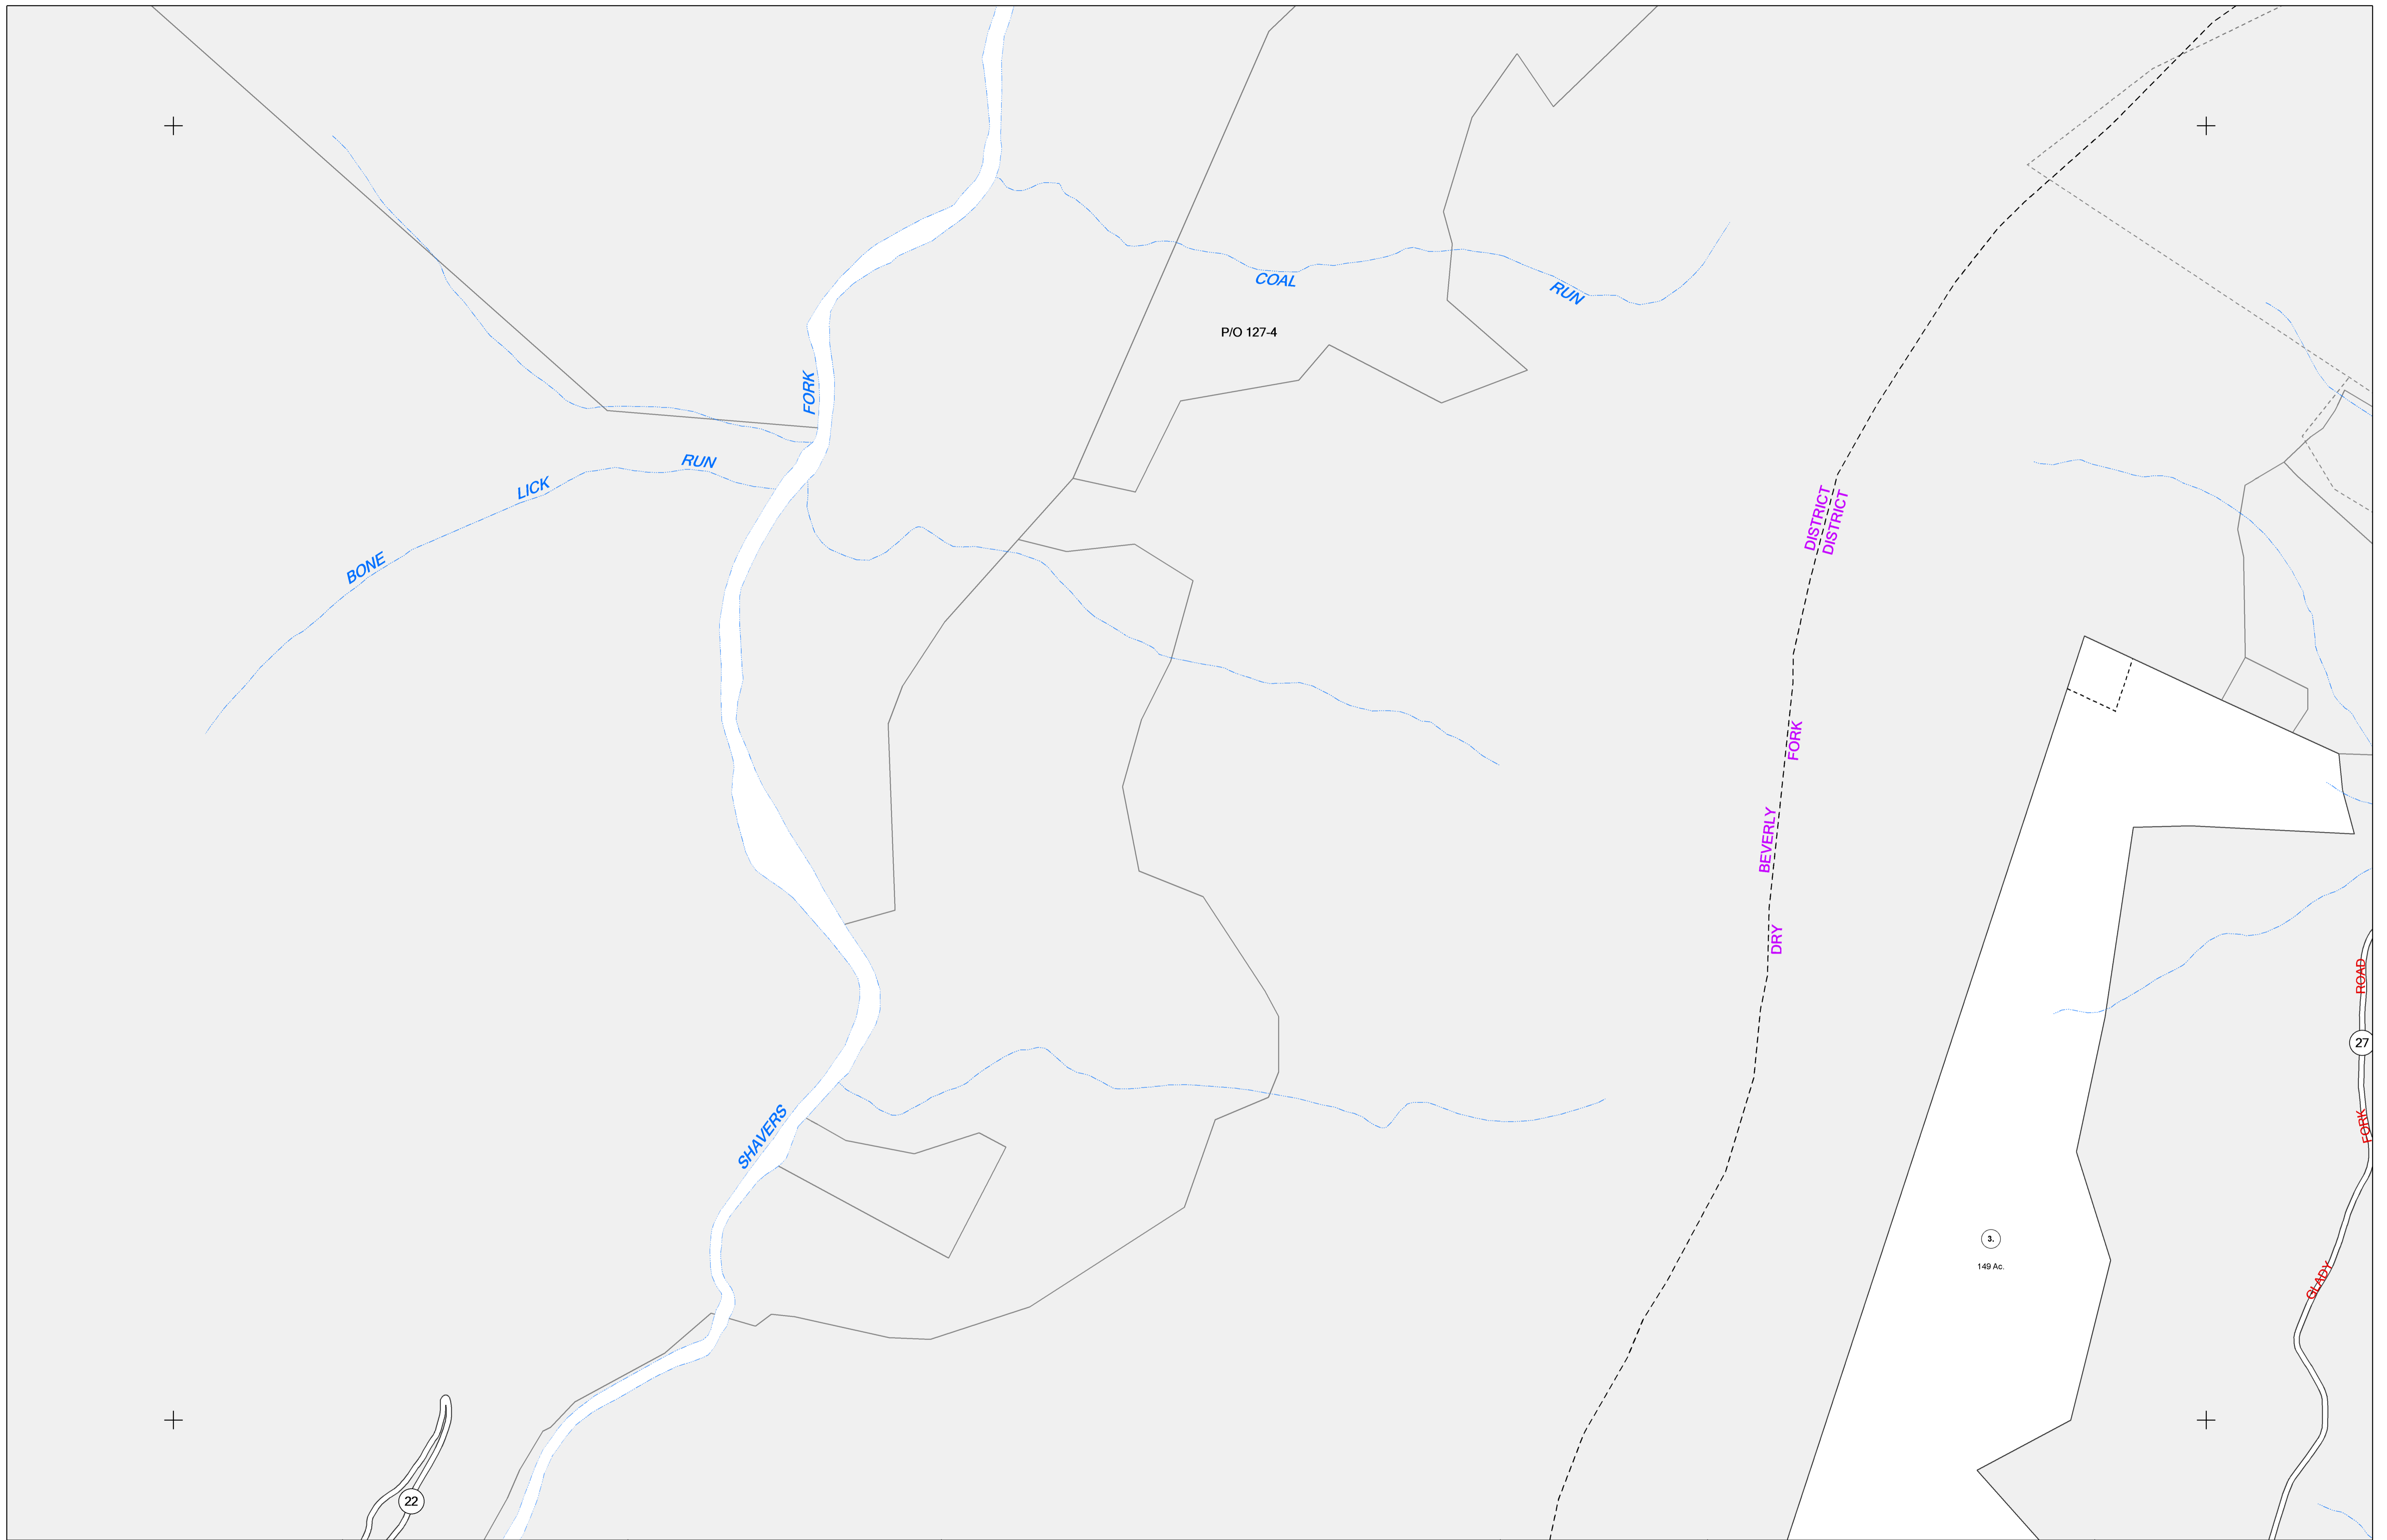 COAL
RUN
P/O 127-4
FORK
RUN
LICK
BONE
DISTRICT
DISTRICT
FORK
BEVERLY
DRY
ROAD
27
FORK
SHAVERS
3.
149 Ac.
GLADY
22